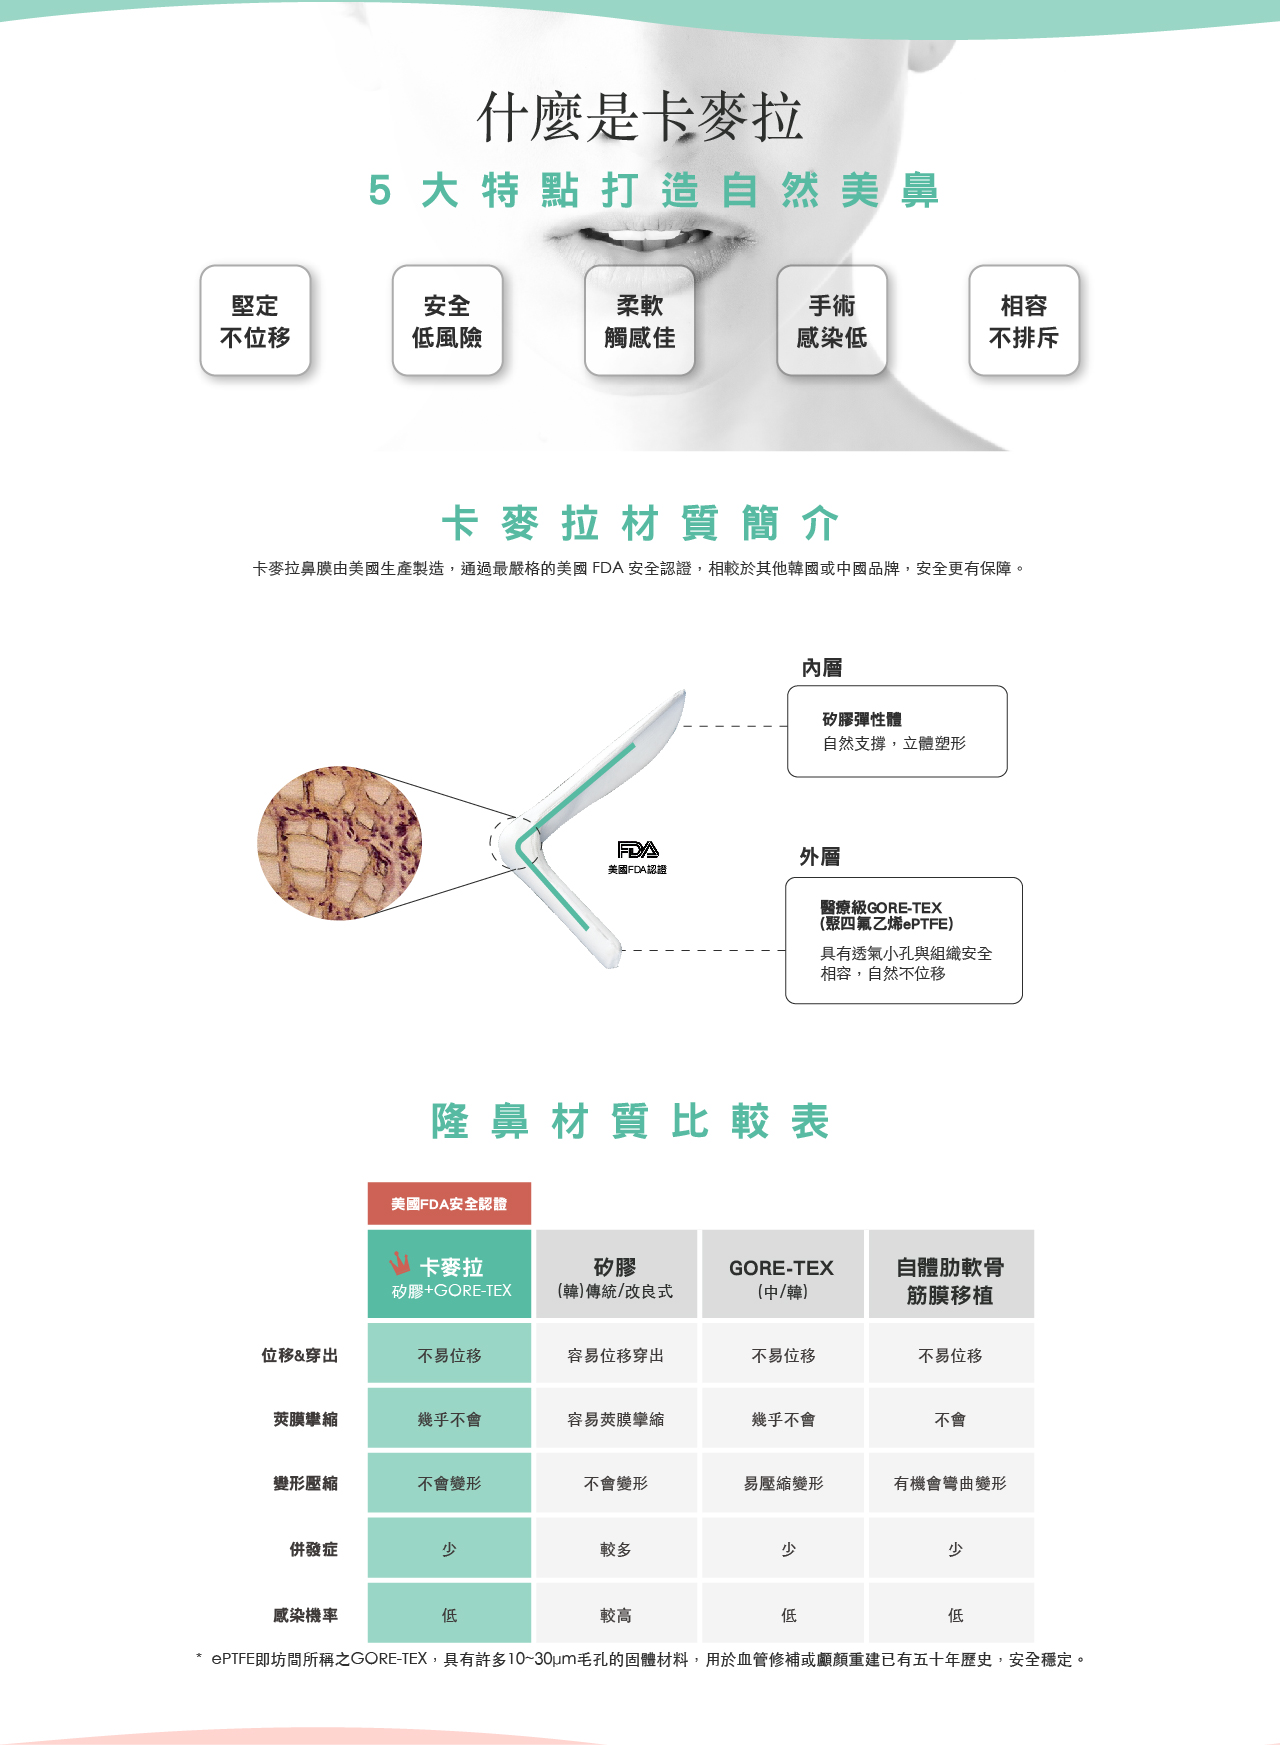 什麼是卡麥拉
5 大特點打造自然美鼻
堅定
不位移
安全
低風險
柔軟
觸感佳
手術
感染低
相容
不排斥
卡麥拉材質簡介
卡麥拉鼻膜由美國生產製造，通過最嚴格的美國 FDA 安全認證，相較於其他韓國或中國品牌，安全更有保障。
內層
矽膠彈性體
自然支撐，立體塑形
FDA
美國FDA認證
外層
醫療級GORE-TEX
(聚四氟乙烯ePTFE)
具有透氣小孔與組織安全
相容，自然不位移
隆鼻材質比較表
美國FDA安全認證
卡麥拉
矽膠+GORE-TEX
矽膠
(韓)傳統/改良式
GORE-TEX
(中/韓)
自體肋軟骨
筋膜移植
位移&穿出
不易位移
容易位移穿出
不易位移
不易位移
莢膜攣縮
幾乎不會
容易莢膜攣縮
幾乎不會
不會
變形壓縮
不會變形
不會變形
易壓縮變形
有機會彎曲變形
併發症
少
較多
少
少
感染機率
低
較高
低
低
* ePTFE即坊間所稱之GORE-TEX，具有許多10~30μm毛孔的固體材料，用於血管修補或顱顏重建已有五十年歷史，安全穩定。